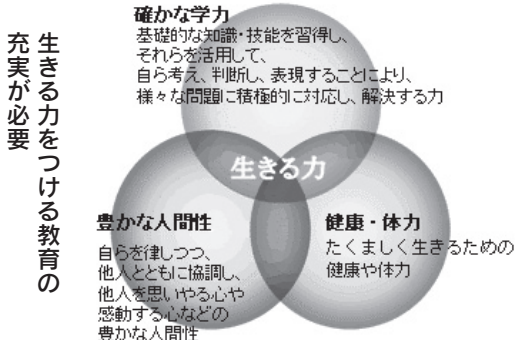 生きる力をつける教育の
充実が必要
確かな学力
基礎的な知識・技能を習得し、
それらを活用して、
自ら考え、判断し、表現することにより、
様々な問題に積極的に対応し、解決する力
生きる力
豊かな人間性
自らを律しつつ、
他人とともに協調し、
他人を思いやる心や
感動する心などの
豊かな人間性
健康・体力
たくましく生きるための
健康や体力